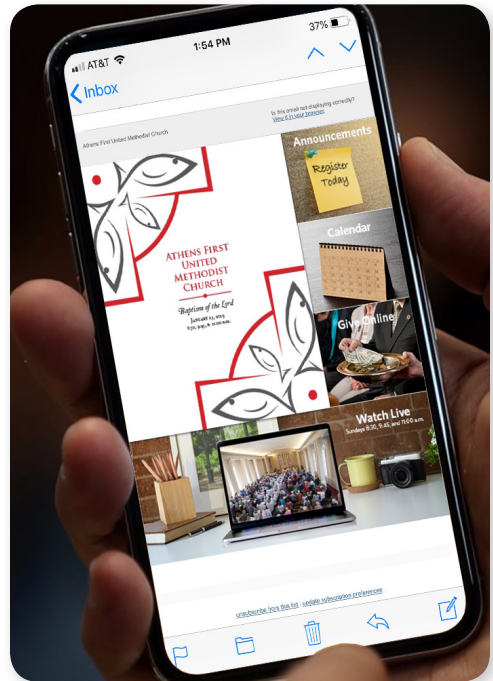 AT&T
1:54 PM
37%
Inbox
Athens First United Methodist Church
Is this email not displaying correctly?
View it in your browser.
ATHENS FIRST
UNITED
METHODIST
CHURCH
Baptism of the Lord
Announcements
Register
Today
Calendar
Give Online
Watch Live
Sundays 8:30, 9:45, and 11:00 a.m.
unsubscribe from this list | update subscription preferences